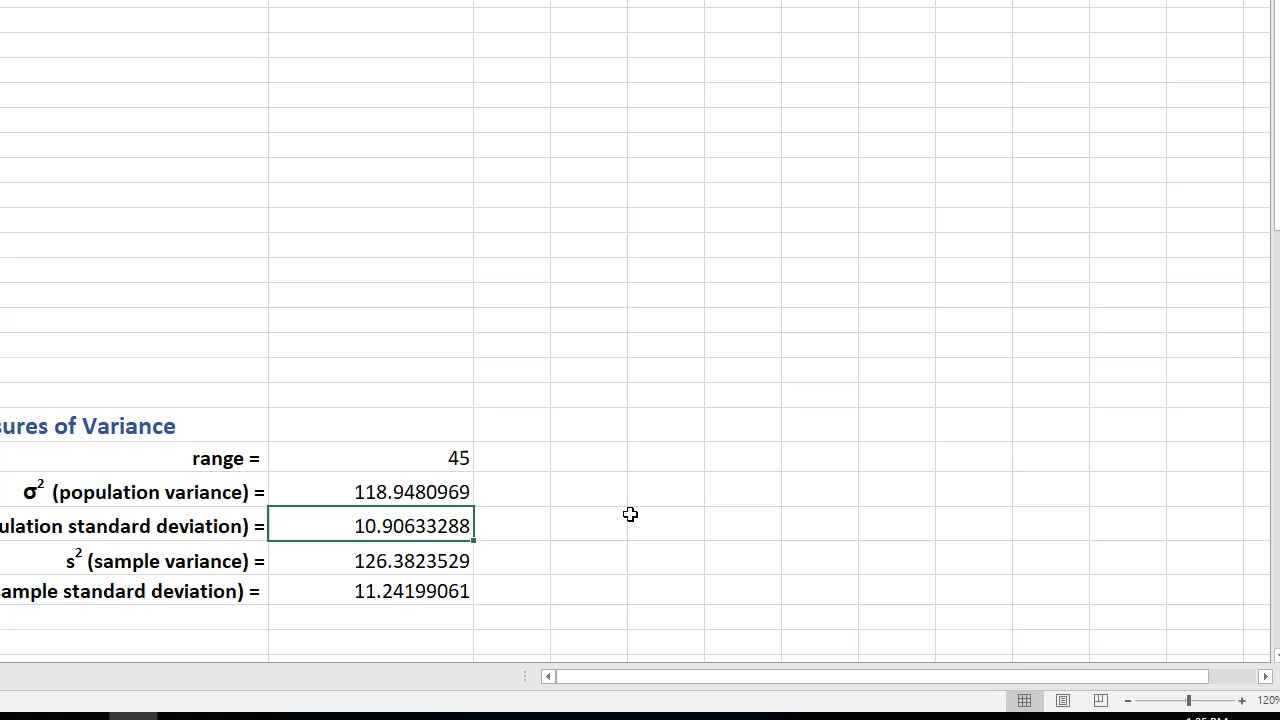 sures of Variance
range = 45
σ² (population variance) = 118.9480969
ulation standard deviation) = 10.90633288
s² (sample variance) = 126.3823529
ample standard deviation) = 11.24199061
120%